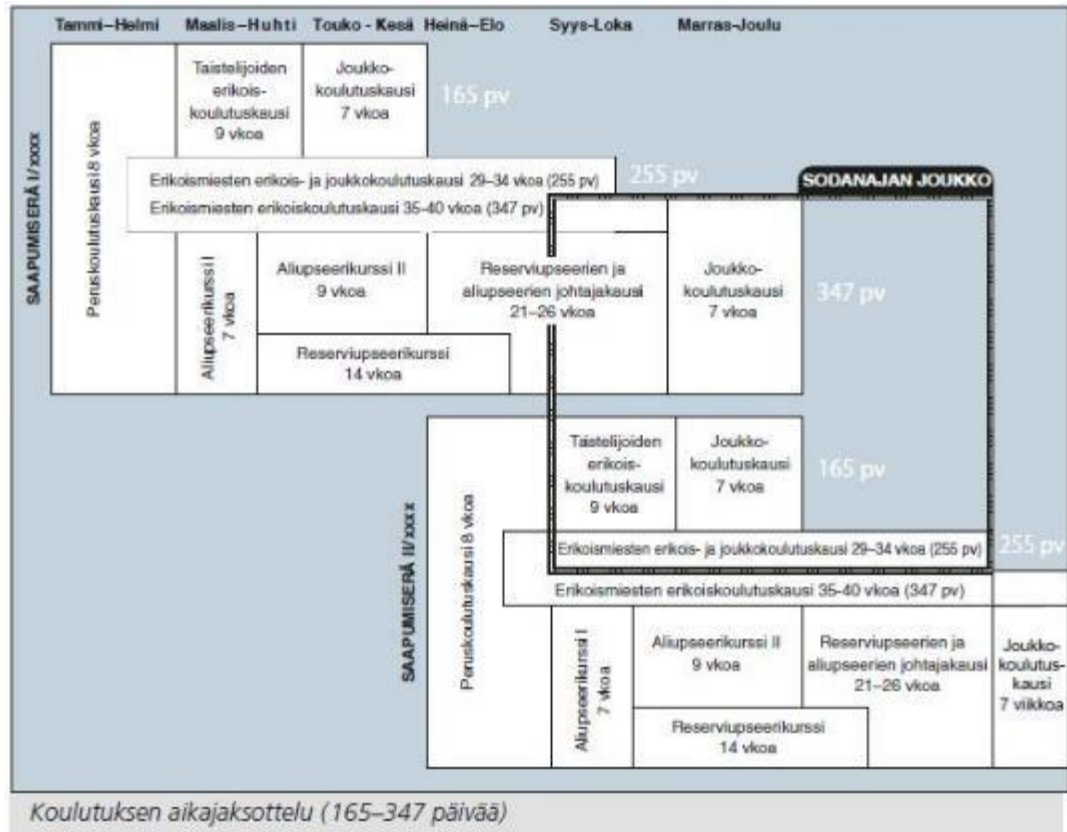 Tammi–Helmi Maalis–Huhti Touko - Kesä Heinä–Elo Syys-Loka Marras-Joulu
SAAPUMISERÄ I/xxxx
Peruskoulutuskausi 8 vkoa
Taistelijoiden
erikois-
koulutuskausi
9 vkoa
Joukko-
koulutuskausi
7 vkoa
165 pv
Erikoismiesten erikois- ja joukkokoulutuskausi 29–34 vkoa (255 pv)
255 pv
Erikoismiesten erikoiskoulutuskausi 35-40 vkoa (347 pv)
SODANAJAN JOUKKO
Aliupseerikurssi I
7 vkoa
Aliupseerikurssi II
9 vkoa
Reserviupseerikurssi
14 vkoa
Reserviupseerien ja
aliupseerien johtajakausi
21–26 vkoa
Joukko-
koulutuskausi
7 vkoa
347 pv
SAAPUMISERÄ II/xxxx
Peruskoulutuskausi 8 vkoa
Taistelijoiden
erikois-
koulutuskausi
9 vkoa
Joukko-
koulutuskausi
7 vkoa
165 pv
Erikoismiesten erikois- ja joukkokoulutuskausi 29–34 vkoa (255 pv)
255 pv
Erikoismiesten erikoiskoulutuskausi 35-40 vkoa (347 pv)
Aliupseerikurssi I
7 vkoa
Aliupseerikurssi II
9 vkoa
Reserviupseerikurssi
14 vkoa
Reserviupseerien ja
aliupseerien johtajakausi
21–26 vkoa
Joukko-
koulutus-
kausi
7 viikkoa
Koulutuksen aikajaksottelu (165–347 päivää)